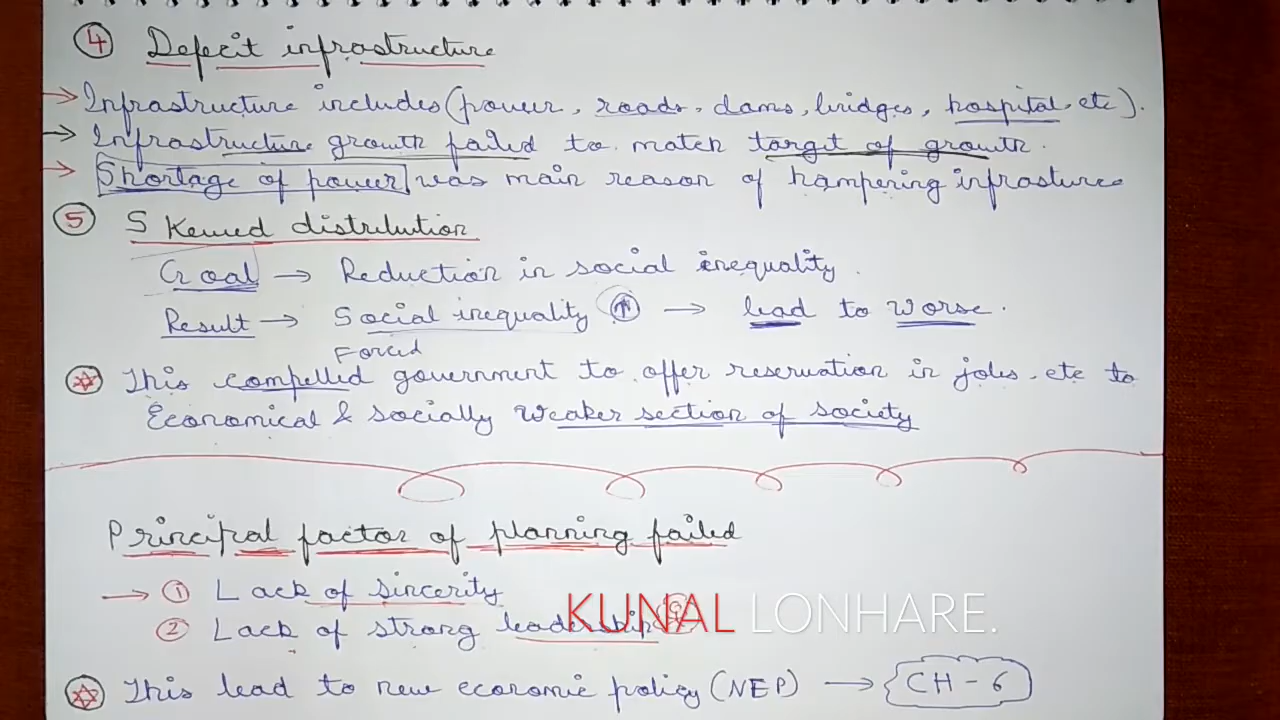 4 Deficit infrastructure
→ Infrastructure includes (power, roads, dams, bridges, hospital, etc).
→ Infrastructure growth failed to match target of growth.
→ Shortage of power was main reason of hampering infrasture
5 Skewed distribution
Goal → Reduction in social inequality.
Result → Social inequality ↑ → lead to worse.
Forced
This compelled government to offer reservation in jobs, etc to
Economical & socially weaker section of society
Principal factor of planning failed
→ 1 Lack of sincerity
2 Lack of strong leadership
KUNAL LONHARE.
This lead to new economic policy (NEP) → CH-6